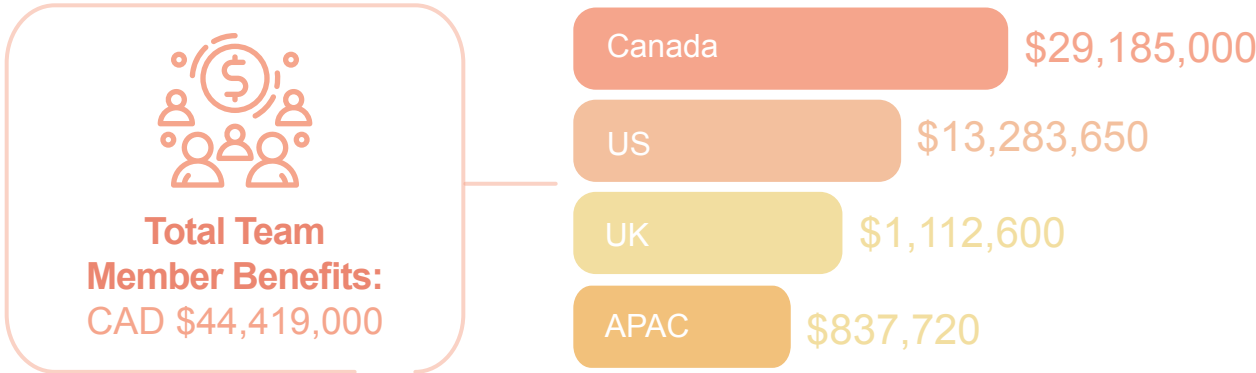 Total Team
Member Benefits:
CAD $44,419,000
Canada
$29,185,000
US
$13,283,650
UK
$1,112,600
APAC
$837,720